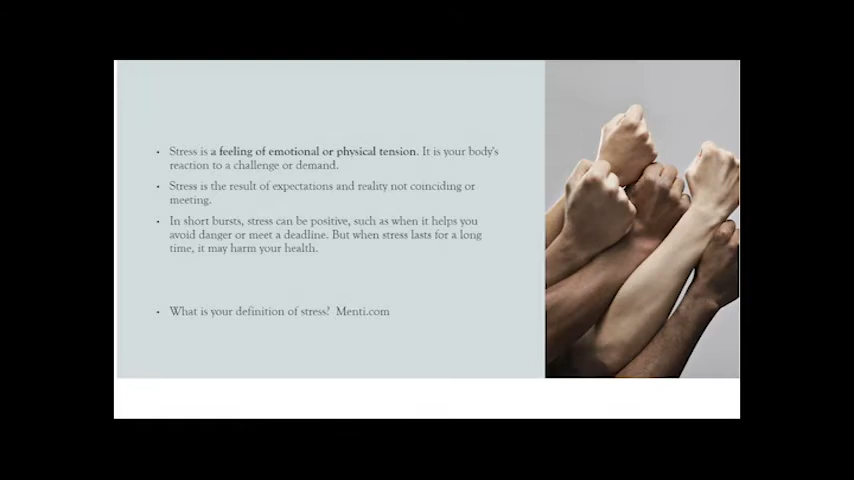 • Stress is a feeling of emotional or physical tension. It is your body's
reaction to a challenge or demand.
• Stress is the result of expectations and reality not coinciding or
meeting.
• In short bursts, stress can be positive, such as when it helps you
avoid danger or meet a deadline. But when stress lasts for a long
time, it may harm your health.
• What is your definition of stress? Menti.com